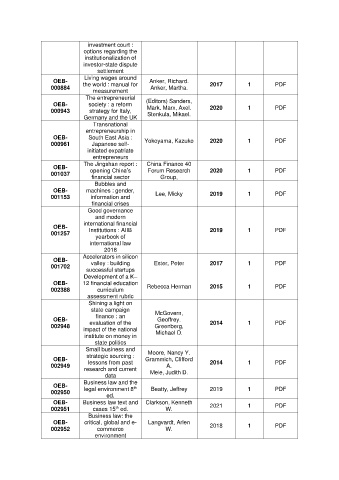 investment court :
options regarding the
institutionalization of
investor-state dispute
settlement
OEB-
000884
Living wages around
the world : manual for
measurement
Anker, Richard.
Anker, Martha.
2017
1
PDF
OEB-
000943
The entrepreneurial
society : a reform
strategy for Italy,
Germany and the UK
(Editors) Sanders,
Mark. Marx, Axel.
Stenkula, Mikael.
2020
1
PDF
OEB-
000961
Transnational
entrepreneurship in
South East Asia :
Japanese self-
initiated expatriate
entrepreneurs
Yokoyama, Kazuko
2020
1
PDF
OEB-
001037
The Jingshan report :
opening China's
financial sector
China Finance 40
Forum Research
Group.
2020
1
PDF
OEB-
001153
Bubbles and
machines : gender,
information and
financial crises
Lee, Micky
2019
1
PDF
OEB-
001257
Good governance
and modern
international financial
Institutions : AIIB
yearbook of
international law
2018
2019
1
PDF
OEB-
001702
Accelerators in silicon
valley : building
successful startups
Ester, Peter
2017
1
PDF
OEB-
002388
Development of a K–
12 financial education
curriculum
assessment rubric
Rebecca Herman
2015
1
PDF
OEB-
002948
Shining a light on
state campaign
finance : an
evaluation of the
impact of the national
institute on money in
state politics
McGovern,
Geoffrey.
Greenberg,
Michael D.
2014
1
PDF
OEB-
002949
Small business and
strategic sourcing :
lessons from past
research and current
data
Moore, Nancy Y.
Grammich, Clifford
A.
Mele, Judith D.
2014
1
PDF
OEB-
002950
Business law and the
legal environment 8th
ed.
Beatty, Jeffrey
2019
1
PDF
OEB-
002951
Business law text and
cases 15th ed.
Clarkson, Kenneth
W.
2021
1
PDF
OEB-
002952
Business law: the
critical, global and e-
commerce
environment
Langvardt, Arlen
W.
2018
1
PDF